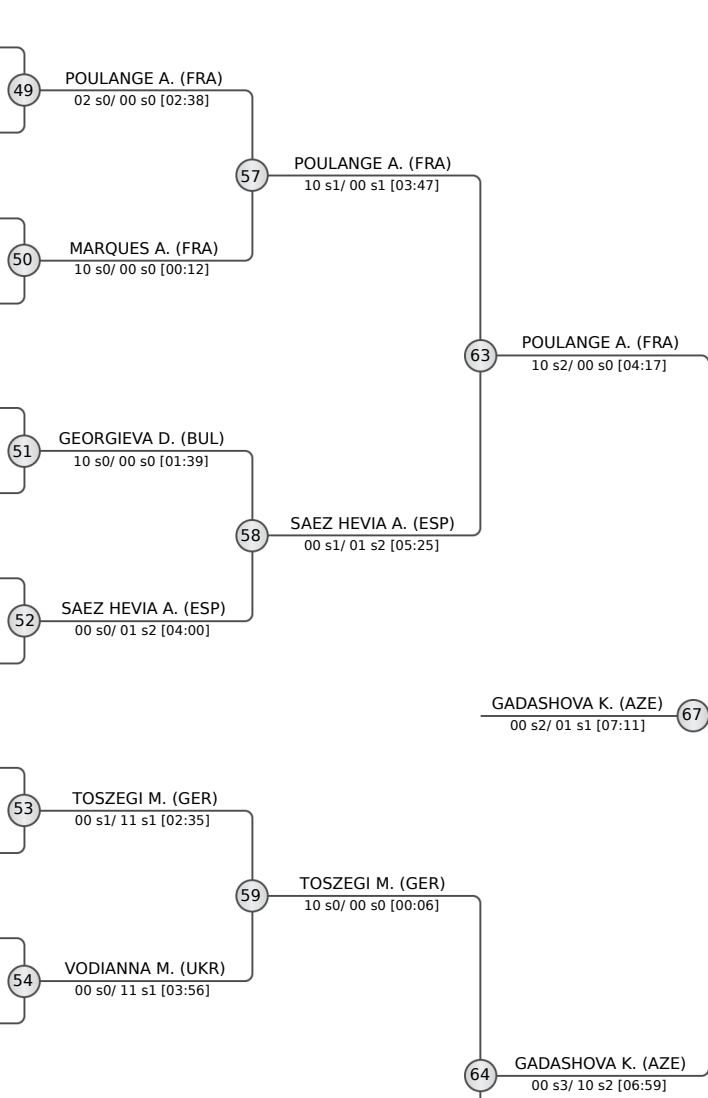 49
POULANGE A. (FRA)
02 s0/ 00 s0 [02:38]
57
POULANGE A. (FRA)
10 s1/ 00 s1 [03:47]
50
MARQUES A. (FRA)
10 s0/ 00 s0 [00:12]
63
POULANGE A. (FRA)
10 s2/ 00 s0 [04:17]
51
GEORGIEVA D. (BUL)
10 s0/ 00 s0 [01:39]
58
SAEZ HEVIA A. (ESP)
00 s1/ 01 s2 [05:25]
52
SAEZ HEVIA A. (ESP)
00 s0/ 01 s2 [04:00]
GADASHOVA K. (AZE)
00 s2/ 01 s1 [07:11]
67
53
TOSZEGI M. (GER)
00 s1/ 11 s1 [02:35]
59
TOSZEGI M. (GER)
10 s0/ 00 s0 [00:06]
54
VODIANNA M. (UKR)
00 s0/ 11 s1 [03:56]
64
GADASHOVA K. (AZE)
00 s3/ 10 s2 [06:59]